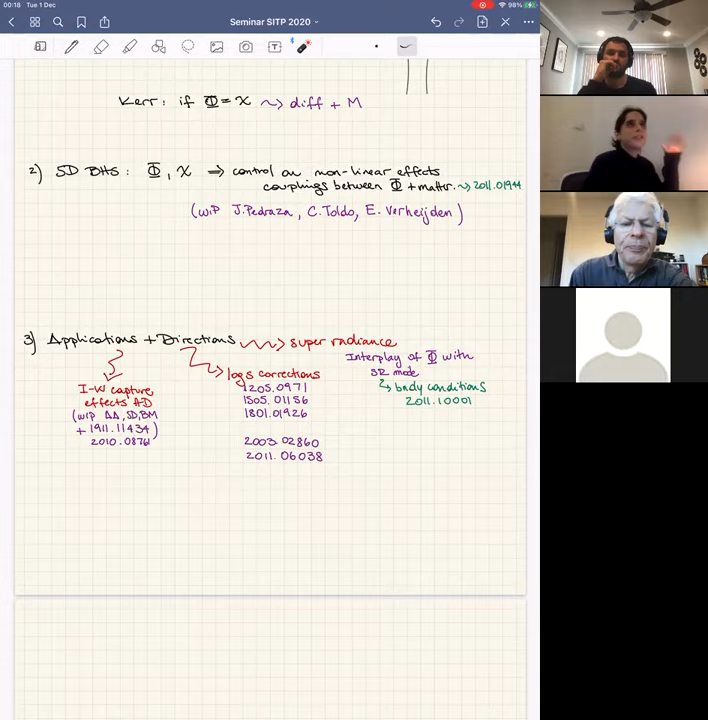 00:18 Tue 1 Dec
98%
Seminar SITP 2020
Kerr: if Φ = χ ⇝ diff + M
2) 5D BHs: Φ, χ ⇒ control on non-linear effects
couplings between Φ + matter. ⇝ 2011.01944
(WIP J.Pedraza, C.Toldo, E. Verheijden)
3) Applications + Directions ⇝ super radiance
Interplay of Φ with
SR mode
↳ bndy conditions
2011.10001
logs corrections
1205.0971
1505.01156
1801.01926
2003.02860
2011.06038
I-W capture
effects AD
(WIP AA, SD, BM
+ 1911.11434)
2010.08761